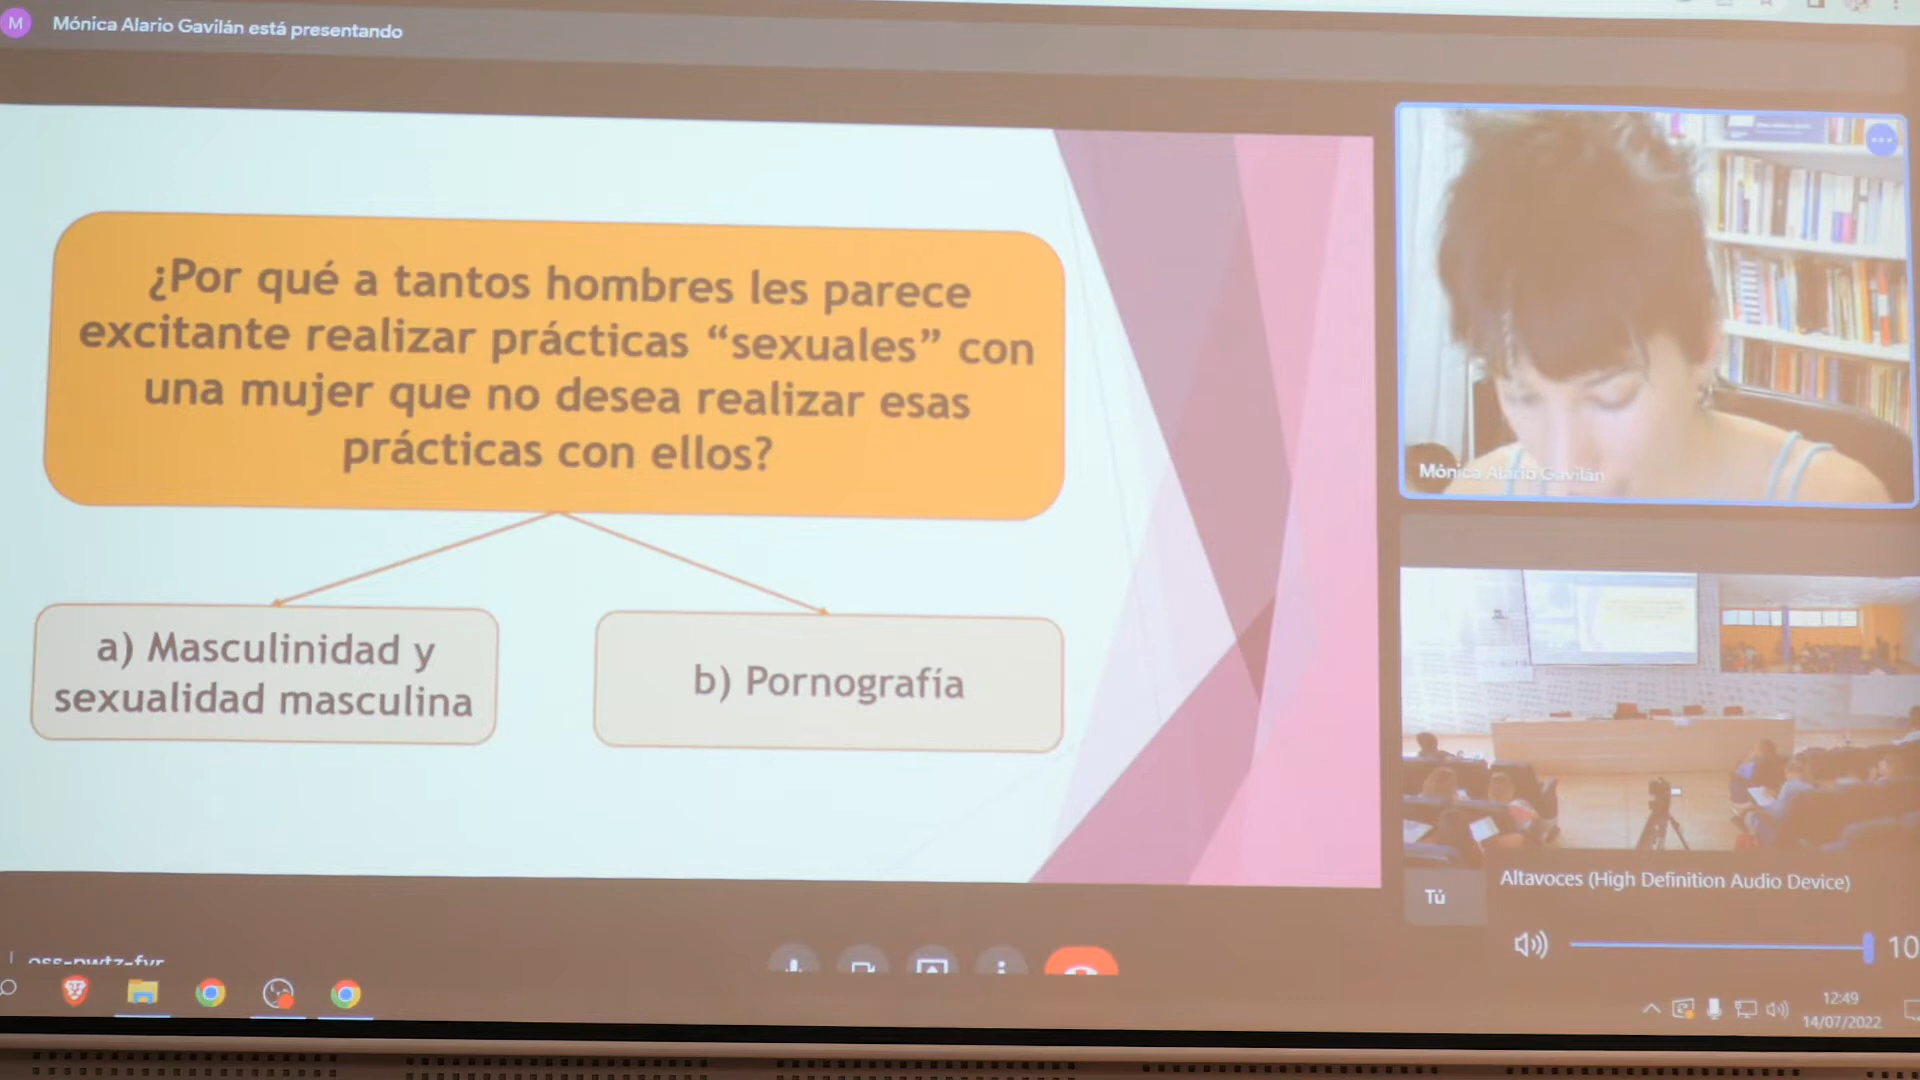 M
Mónica Alario Gavilán está presentando
¿Por qué a tantos hombres les parece
excitante realizar prácticas “sexuales” con
una mujer que no desea realizar esas
prácticas con ellos?
a) Masculinidad y
sexualidad masculina
b) Pornografía
Mónica Alario Gavilán
Tú
Altavoces (High Definition Audio Device)
10
12:49
14/07/2022